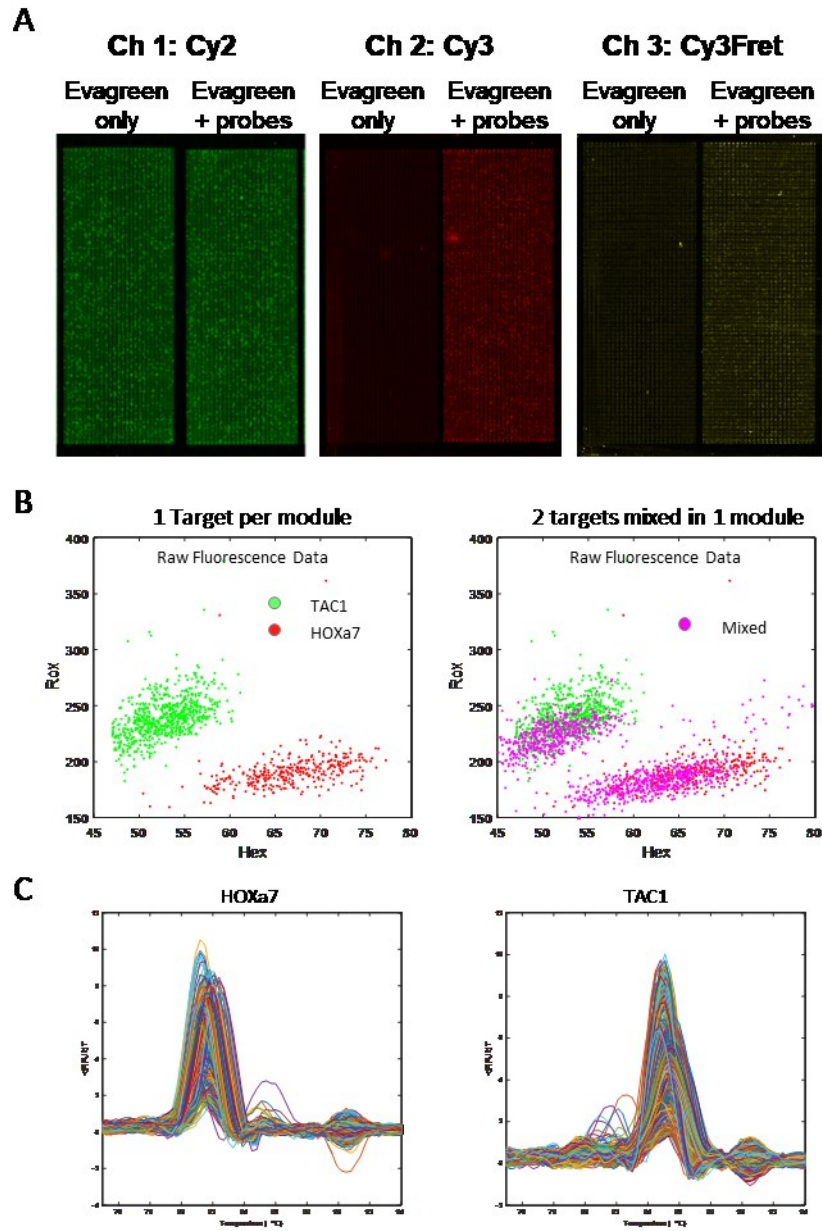 A
Ch 1: Cy2
Ch 2: Cy3
Ch 3: Cy3Fret
Evagreen only
Evagreen + probes
Evagreen only
Evagreen + probes
Evagreen only
Evagreen + probes
B
1 Target per module
Raw Fluorescence Data
TAC1
HOXa7
400
350
300
250
200
150
Rox
45 50 55 60 65 70 75 80
Hex
2 targets mixed in 1 module
Raw Fluorescence Data
Mixed
400
350
300
250
200
150
Rox
45 50 55 60 65 70 75 80
Hex
C
HOXa7
TAC1